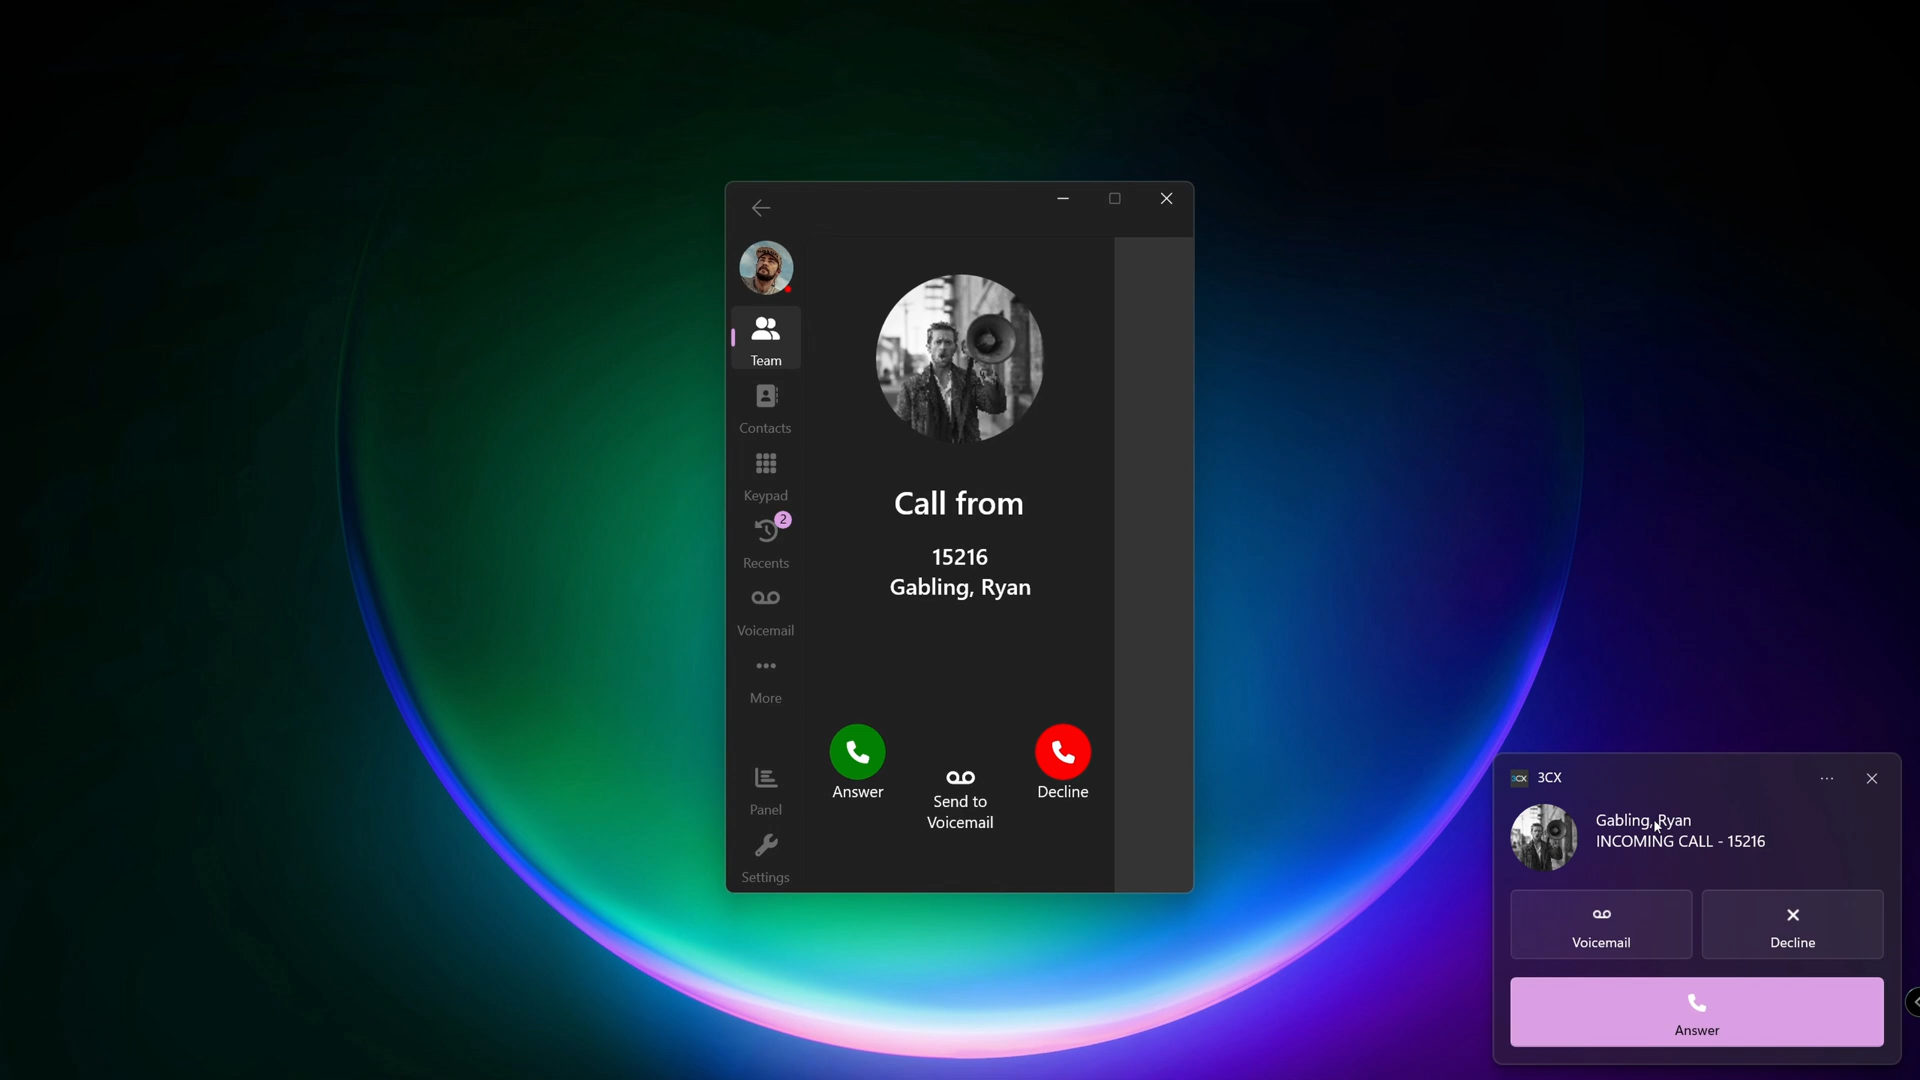 Team
Contacts
Keypad
2
Recents
Voicemail
More
Panel
Settings
Call from
15216
Gabling, Ryan
Answer
Send to
Voicemail
Decline
3CX
3CX
Gabling, Ryan
INCOMING CALL - 15216
Voicemail
Decline
Answer